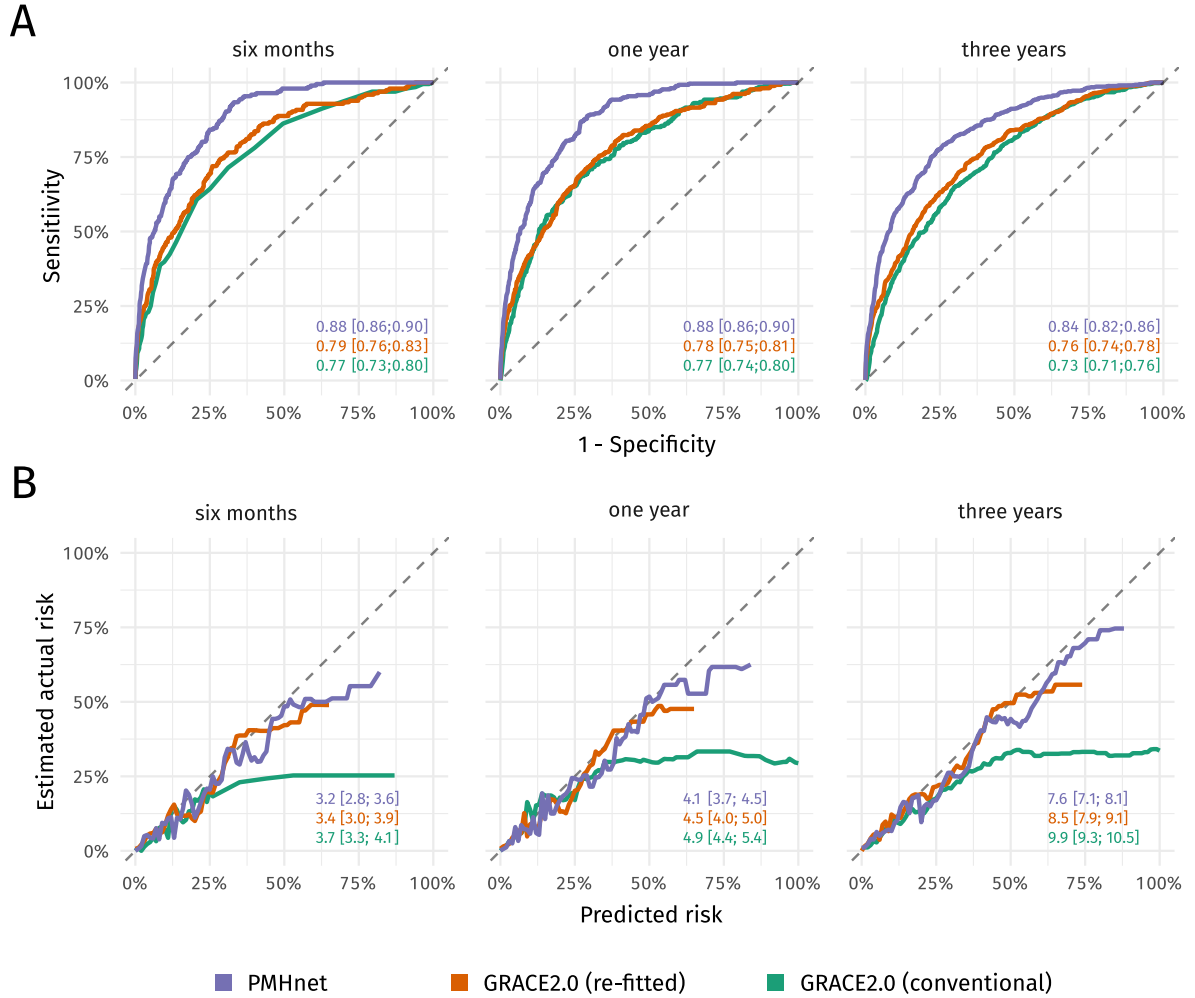 A
six months
one year
three years
Sensitiivity
100%
75%
50%
25%
0%
0.88 [0.86;0.90]
0.79 [0.76;0.83]
0.77 [0.73;0.80]
0.88 [0.86;0.90]
0.78 [0.75;0.81]
0.77 [0.74;0.80]
0.84 [0.82;0.86]
0.76 [0.74;0.78]
0.73 [0.71;0.76]
0% 25% 50% 75% 100%
0% 25% 50% 75% 100%
0% 25% 50% 75% 100%
1 - Specificity
B
six months
one year
three years
Estimated actual risk
100%
75%
50%
25%
0%
3.2 [2.8; 3.6]
3.4 [3.0; 3.9]
3.7 [3.3; 4.1]
4.1 [3.7; 4.5]
4.5 [4.0; 5.0]
4.9 [4.4; 5.4]
7.6 [7.1; 8.1]
8.5 [7.9; 9.1]
9.9 [9.3; 10.5]
0% 25% 50% 75% 100%
0% 25% 50% 75% 100%
0% 25% 50% 75% 100%
Predicted risk
PMHnet
GRACE2.0 (re-fitted)
GRACE2.0 (conventional)